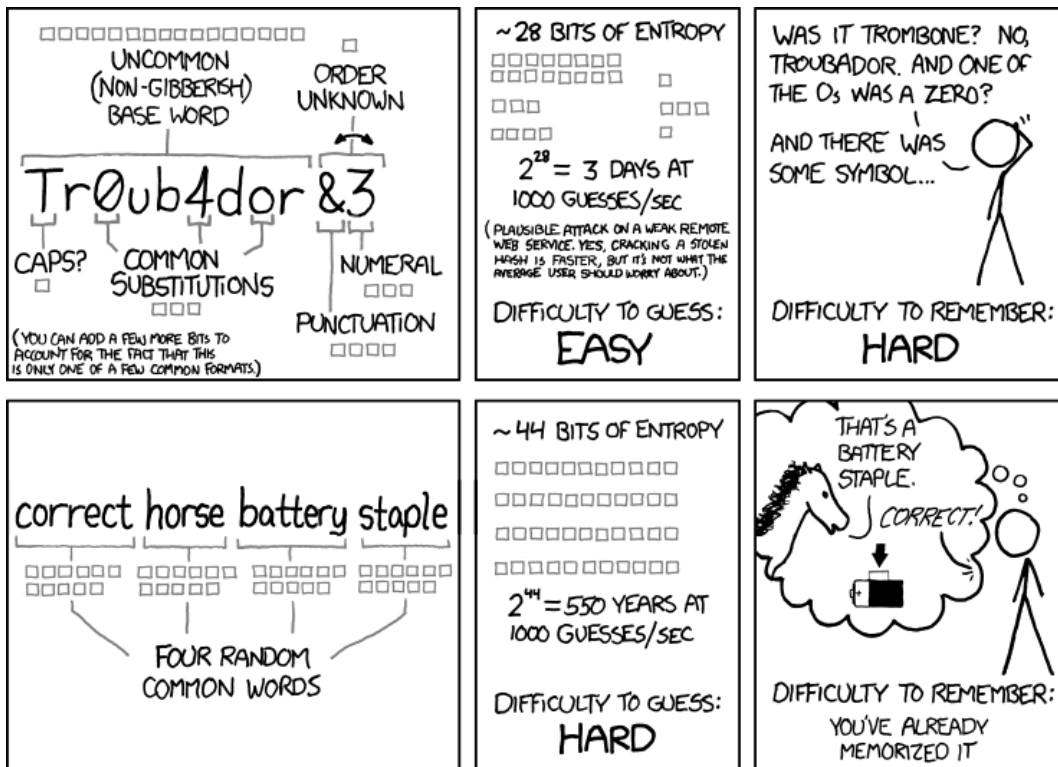 UNCOMMON
(NON-GIBBERISH)
BASE WORD
ORDER
UNKNOWN
Tr0ub4dor &3
CAPS?
COMMON
SUBSTITUTIONS
NUMERAL
PUNCTUATION
(YOU CAN ADD A FEW MORE BITS TO
ACCOUNT FOR THE FACT THAT THIS
IS ONLY ONE OF A FEW COMMON FORMATS.)
~28 BITS OF ENTROPY
2²⁸ = 3 DAYS AT
1000 GUESSES/SEC
(PLAUSIBLE ATTACK ON A WEAK REMOTE
WEB SERVICE. YES, CRACKING A STOLEN
HASH IS FASTER, BUT IT'S NOT WHAT THE
AVERAGE USER SHOULD WORRY ABOUT.)
DIFFICULTY TO GUESS:
EASY
WAS IT TROMBONE? NO,
TROUBADOR. AND ONE OF
THE Os WAS A ZERO?
AND THERE WAS
SOME SYMBOL...
DIFFICULTY TO REMEMBER:
HARD
correct horse battery staple
FOUR RANDOM
COMMON WORDS
~44 BITS OF ENTROPY
2⁴⁴ = 550 YEARS AT
1000 GUESSES/SEC
DIFFICULTY TO GUESS:
HARD
THAT'S A
BATTERY
STAPLE.
CORRECT!
+
DIFFICULTY TO REMEMBER:
YOU'VE ALREADY
MEMORIZED IT